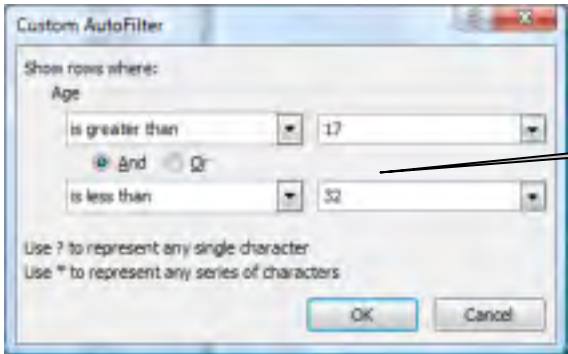 Custom AutoFilter
Show rows where:
Age
is greater than 17
And Or
is less than 32
Use ? to represent any single character
Use * to represent any series of characters
OK Cancel